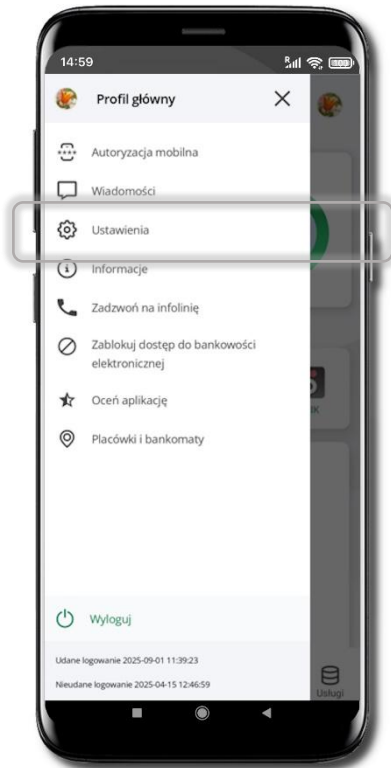 14:59
Profil główny
Autoryzacja mobilna
Wiadomości
Ustawienia
Informacje
Zadzwoń na infolinię
Zablokuj dostęp do bankowości
elektronicznej
Oceń aplikację
Placówki i bankomaty
Wyloguj
Udane logowanie 2025-09-01 11:39:23
Nieudane logowanie 2025-04-15 12:46:59
Usługi